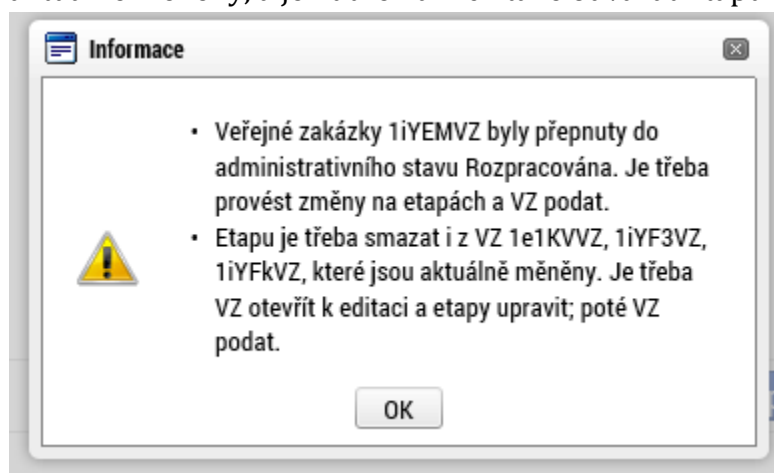 Informace
• Veřejné zakázky 1iYEMVZ byly přepnuty do
administrativního stavu Rozpracována. Je třeba
provést změny na etapách a VZ podat.
• Etapu je třeba smazat i z VZ 1e1KVVZ, 1iYF3VZ,
1iYFkVZ, které jsou aktuálně měněny. Je třeba
VZ otevřít k editaci a etapy upravit; poté VZ
podat.
OK